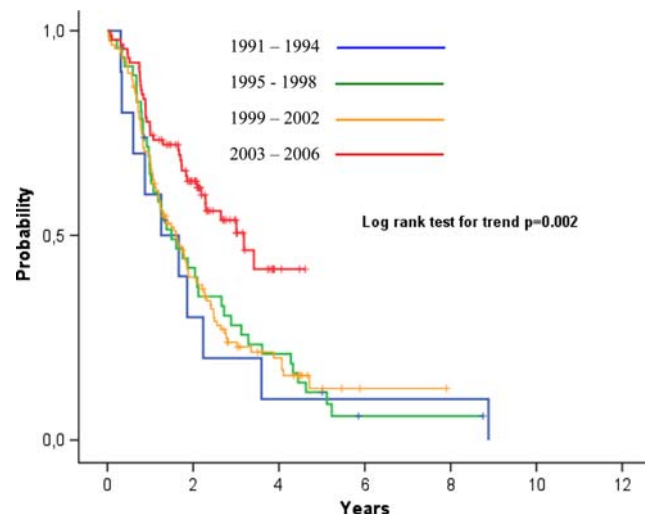 1,0
1991 – 1994
1995 - 1998
1999 – 2002
2003 – 2006
Log rank test for trend p=0.002
Probability
0,5
0,0
0 2 4 6 8 10 12
Years